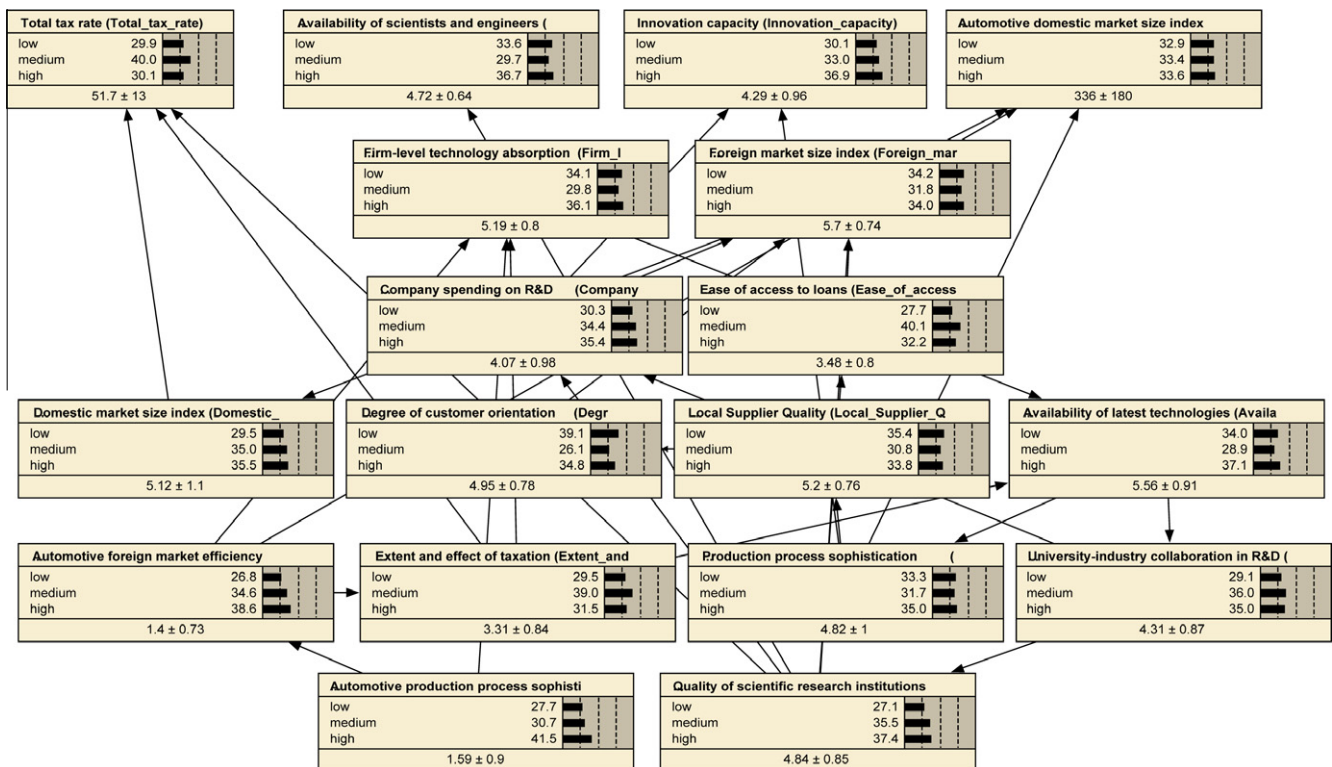 Total tax rate (Total_tax_rate)
low 29.9
medium 40.0
high 30.1
51.7 ± 13
Availability of scientists and engineers (
low 33.6
medium 29.7
high 36.7
4.72 ± 0.64
Innovation capacity (Innovation_capacity)
low 30.1
medium 33.0
high 36.9
4.29 ± 0.96
Automotive domestic market size index
low 32.9
medium 33.4
high 33.6
336 ± 180
Firm-level technology absorption (Firm_l
low 34.1
medium 29.8
high 36.1
5.19 ± 0.8
Foreign market size index (Foreign_mar
low 34.2
medium 31.8
high 34.0
5.7 ± 0.74
Company spending on R&D (Company
low 30.3
medium 34.4
high 35.4
4.07 ± 0.98
Ease of access to loans (Ease_of_access
low 27.7
medium 40.1
high 32.2
3.48 ± 0.8
Domestic market size index (Domestic_
low 29.5
medium 35.0
high 35.5
5.12 ± 1.1
Degree of customer orientation (Degr
low 39.1
medium 26.1
high 34.8
4.95 ± 0.78
Local Supplier Quality (Local_Supplier_Q
low 35.4
medium 30.8
high 33.8
5.2 ± 0.76
Availability of latest technologies (Availa
low 34.0
medium 28.9
high 37.1
5.56 ± 0.91
Automotive foreign market efficiency
low 26.8
medium 34.6
high 38.6
1.4 ± 0.73
Extent and effect of taxation (Extent_and
low 29.5
medium 39.0
high 31.5
3.31 ± 0.84
Production process sophistication (
low 33.3
medium 31.7
high 35.0
4.82 ± 1
University-industry collaboration in R&D (
low 29.1
medium 36.0
high 35.0
4.31 ± 0.87
Automotive production process sophisti
low 27.7
medium 30.7
high 41.5
1.59 ± 0.9
Quality of scientific research institutions
low 27.1
medium 35.5
high 37.4
4.84 ± 0.85